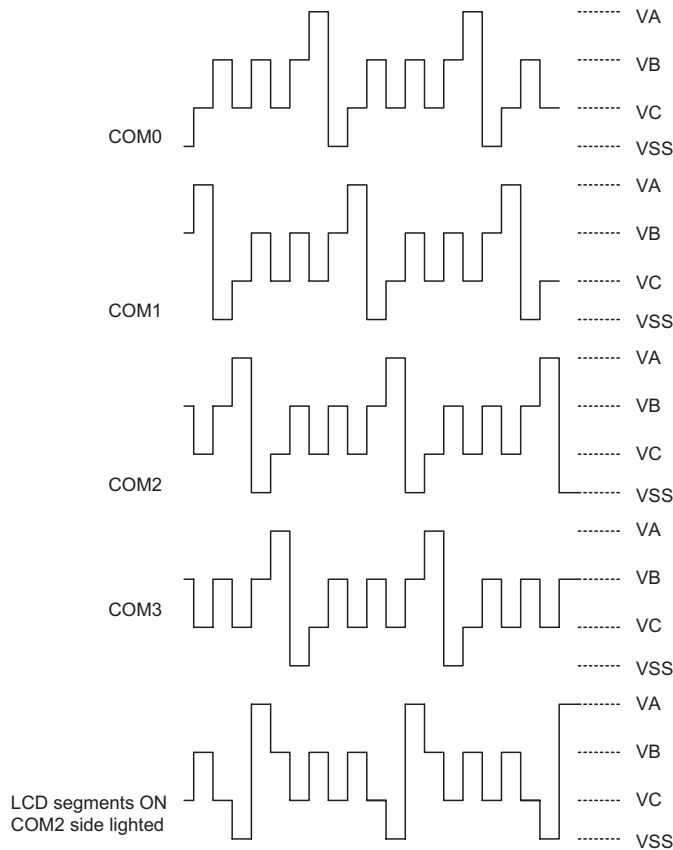 VA
VB
VC
COM0
VSS
VA
VB
VC
COM1
VSS
VA
VB
VC
COM2
VSS
VA
VB
COM3
VC
VSS
VA
VB
LCD segments ON
VC
COM2 side lighted
VSS